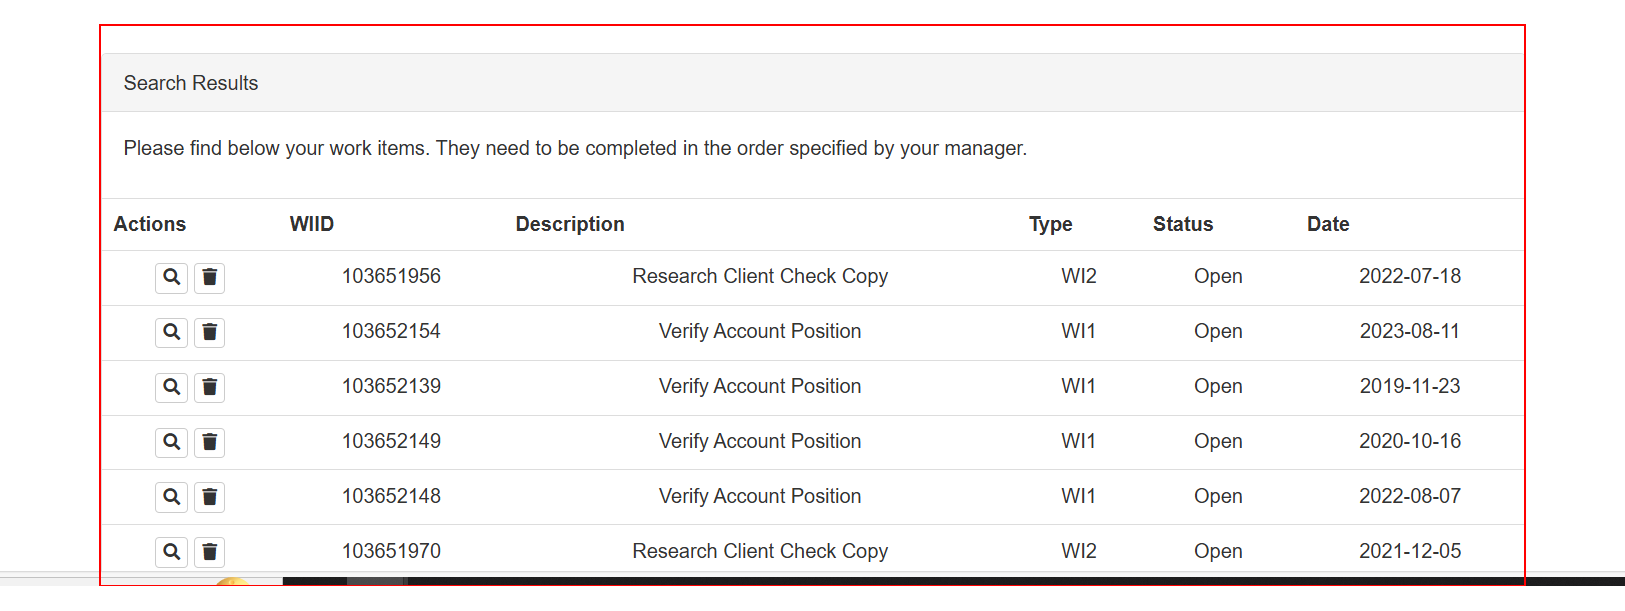 Search Results
Please find below your work items. They need to be completed in the order specified by your manager.
Actions WIID Description Type Status Date
103651956 Research Client Check Copy WI2 Open 2022-07-18
103652154 Verify Account Position WI1 Open 2023-08-11
103652139 Verify Account Position WI1 Open 2019-11-23
103652149 Verify Account Position WI1 Open 2020-10-16
103652148 Verify Account Position WI1 Open 2022-08-07
103651970 Research Client Check Copy WI2 Open 2021-12-05